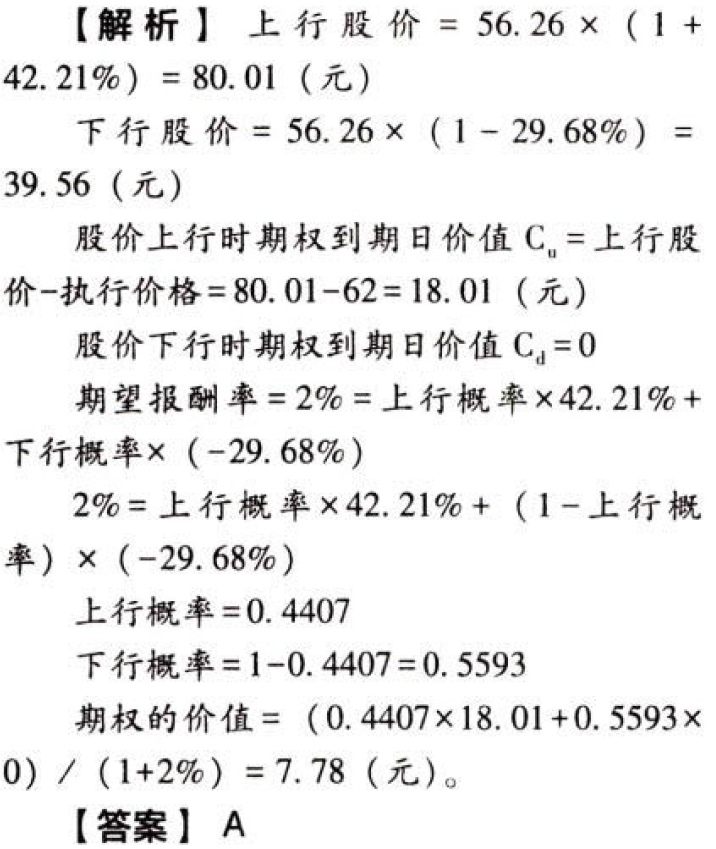 【解析】 上行股价 = 56.26 × (1 +
42.21%) = 80.01 (元)
下行股价 = 56.26 × (1 - 29.68%) =
39.56 (元)
股价上行时期权到期日价值 Cᵤ = 上行股
价-执行价格 = 80.01-62 = 18.01 (元)
股价下行时期权到期日价值 C_d = 0
期望报酬率 = 2% = 上行概率×42.21% +
下行概率× (-29.68%)
2% = 上行概率×42.21% + (1 - 上行概
率) × (-29.68%)
上行概率 = 0.4407
下行概率 = 1-0.4407 = 0.5593
期权的价值 = (0.4407×18.01+0.5593×
0) / (1+2%) = 7.78 (元)。
【答案】 A